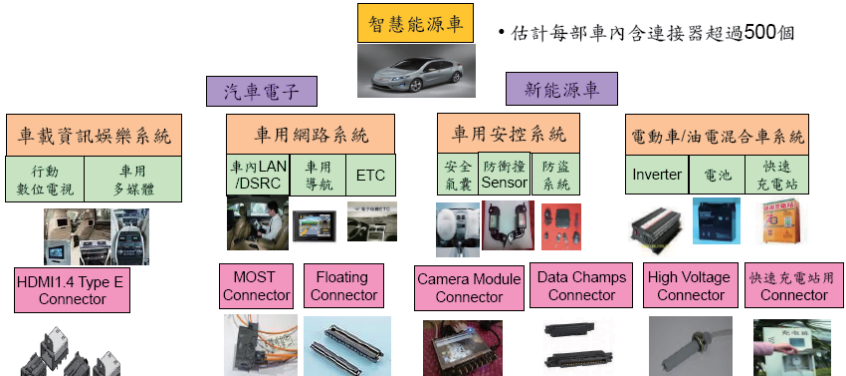 智慧能源車
• 估計每部車內含連接器超過500個
汽車電子
新能源車
車載資訊娛樂系統
車用網路系統
車用安控系統
電動車/油電混合車系統
行動
數位電視
車用
多媒體
車內LAN
/DSRC
車用
導航
ETC
安全
氣囊
防衝撞
Sensor
防盜
系統
Inverter
電池
快速
充電站
HDMI1.4 Type E
Connector
MOST
Connector
Floating
Connector
Camera Module
Connector
Data Champs
Connector
High Voltage
Connector
快速充電站用
Connector